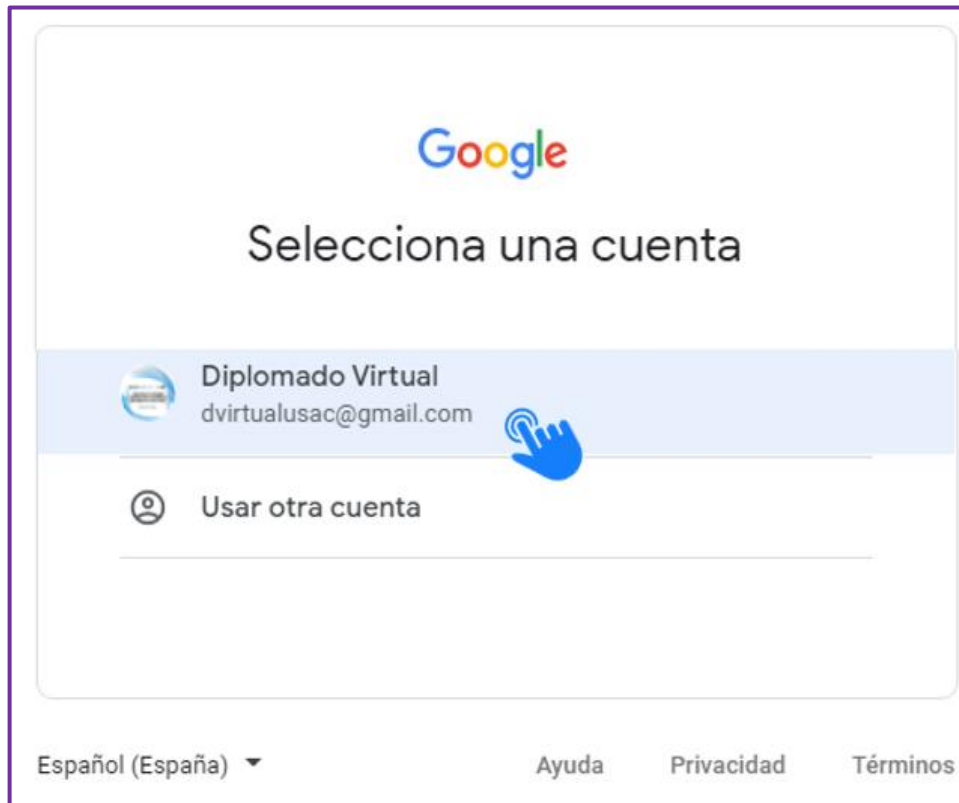 Google
Selecciona una cuenta
Diplomado Virtual
dvirtualusac@gmail.com
Usar otra cuenta
Español (España)
Ayuda Privacidad Términos